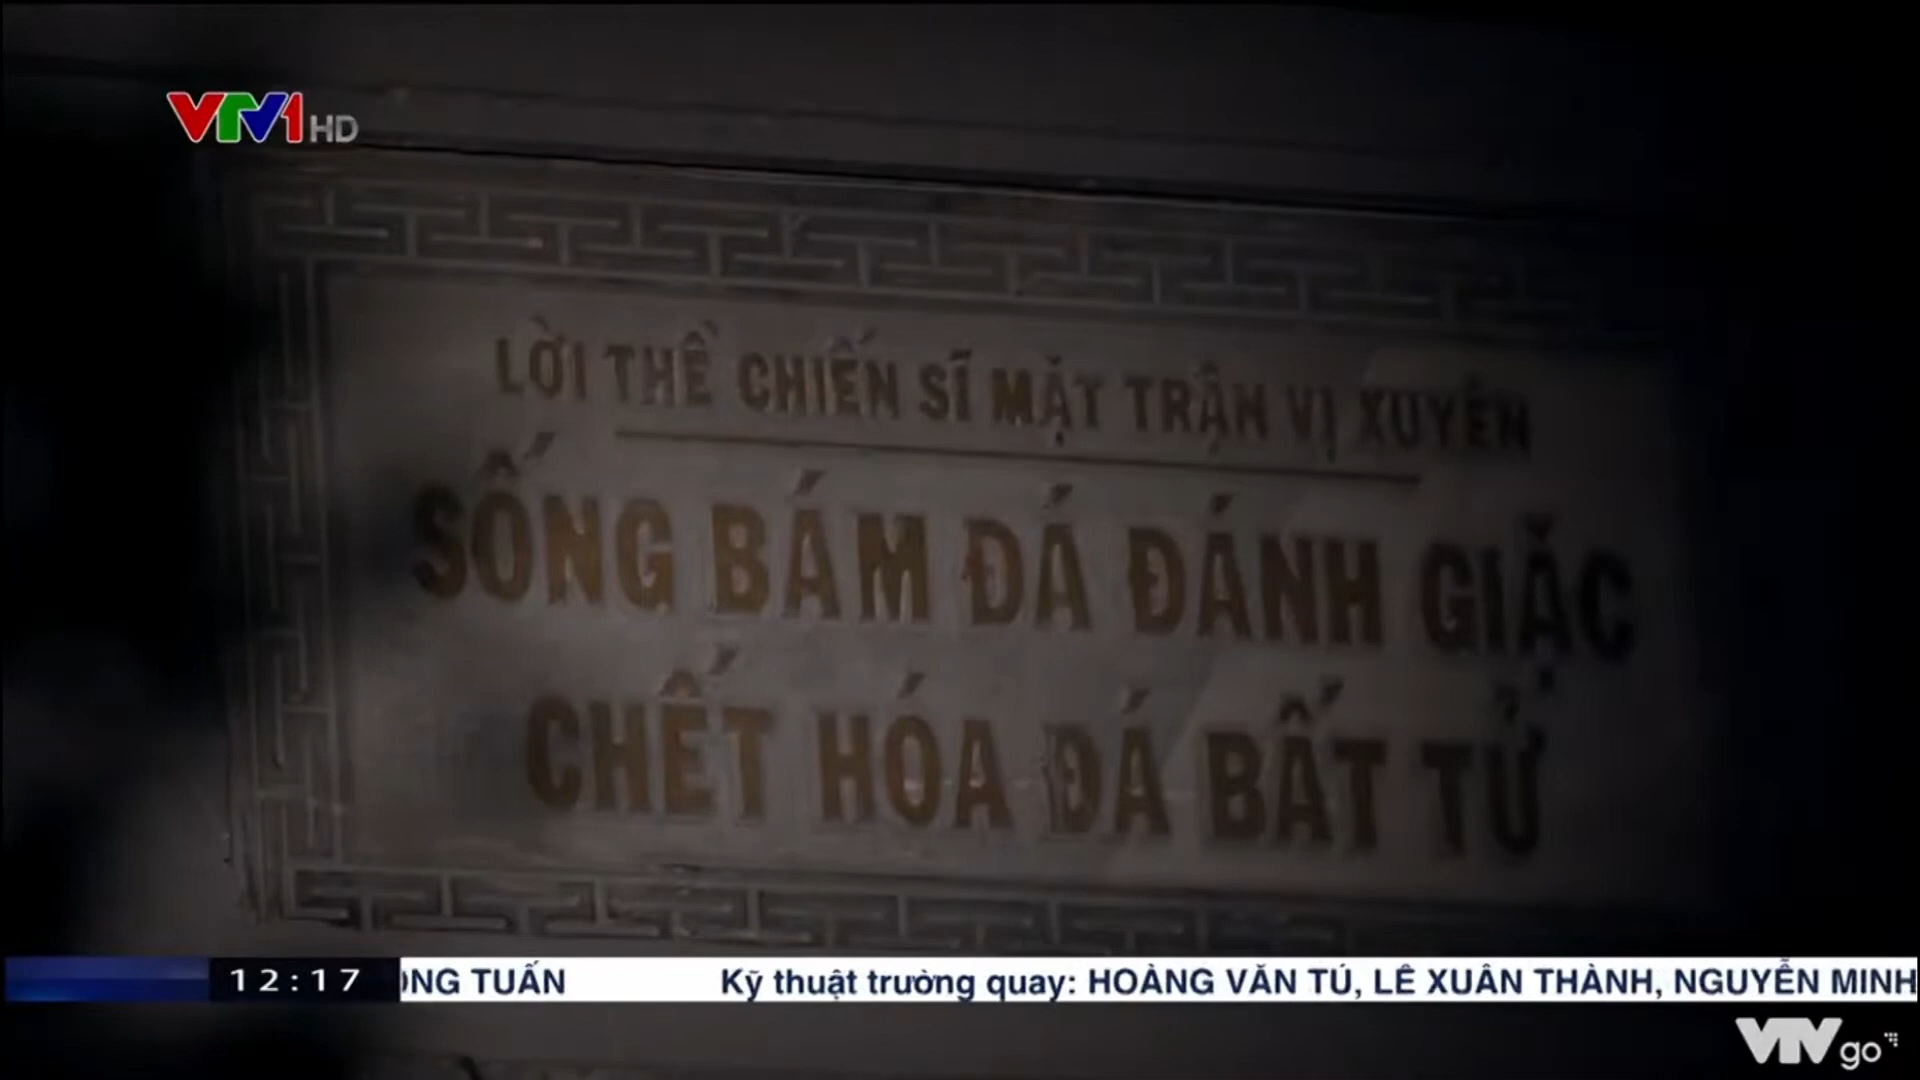 VTV1 HD
LỜI THỀ CHIẾN SĨ MẶT TRẬN VỊ XUYÊN
SỐNG BÁM ĐÁ ĐÁNH GIẶC
CHẾT HÓA ĐÁ BẤT TỬ
12:17 ONG TUẤN Kỹ thuật trường quay: HOÀNG VĂN TÚ, LÊ XUÂN THÀNH, NGUYỄN MINH
VTV go